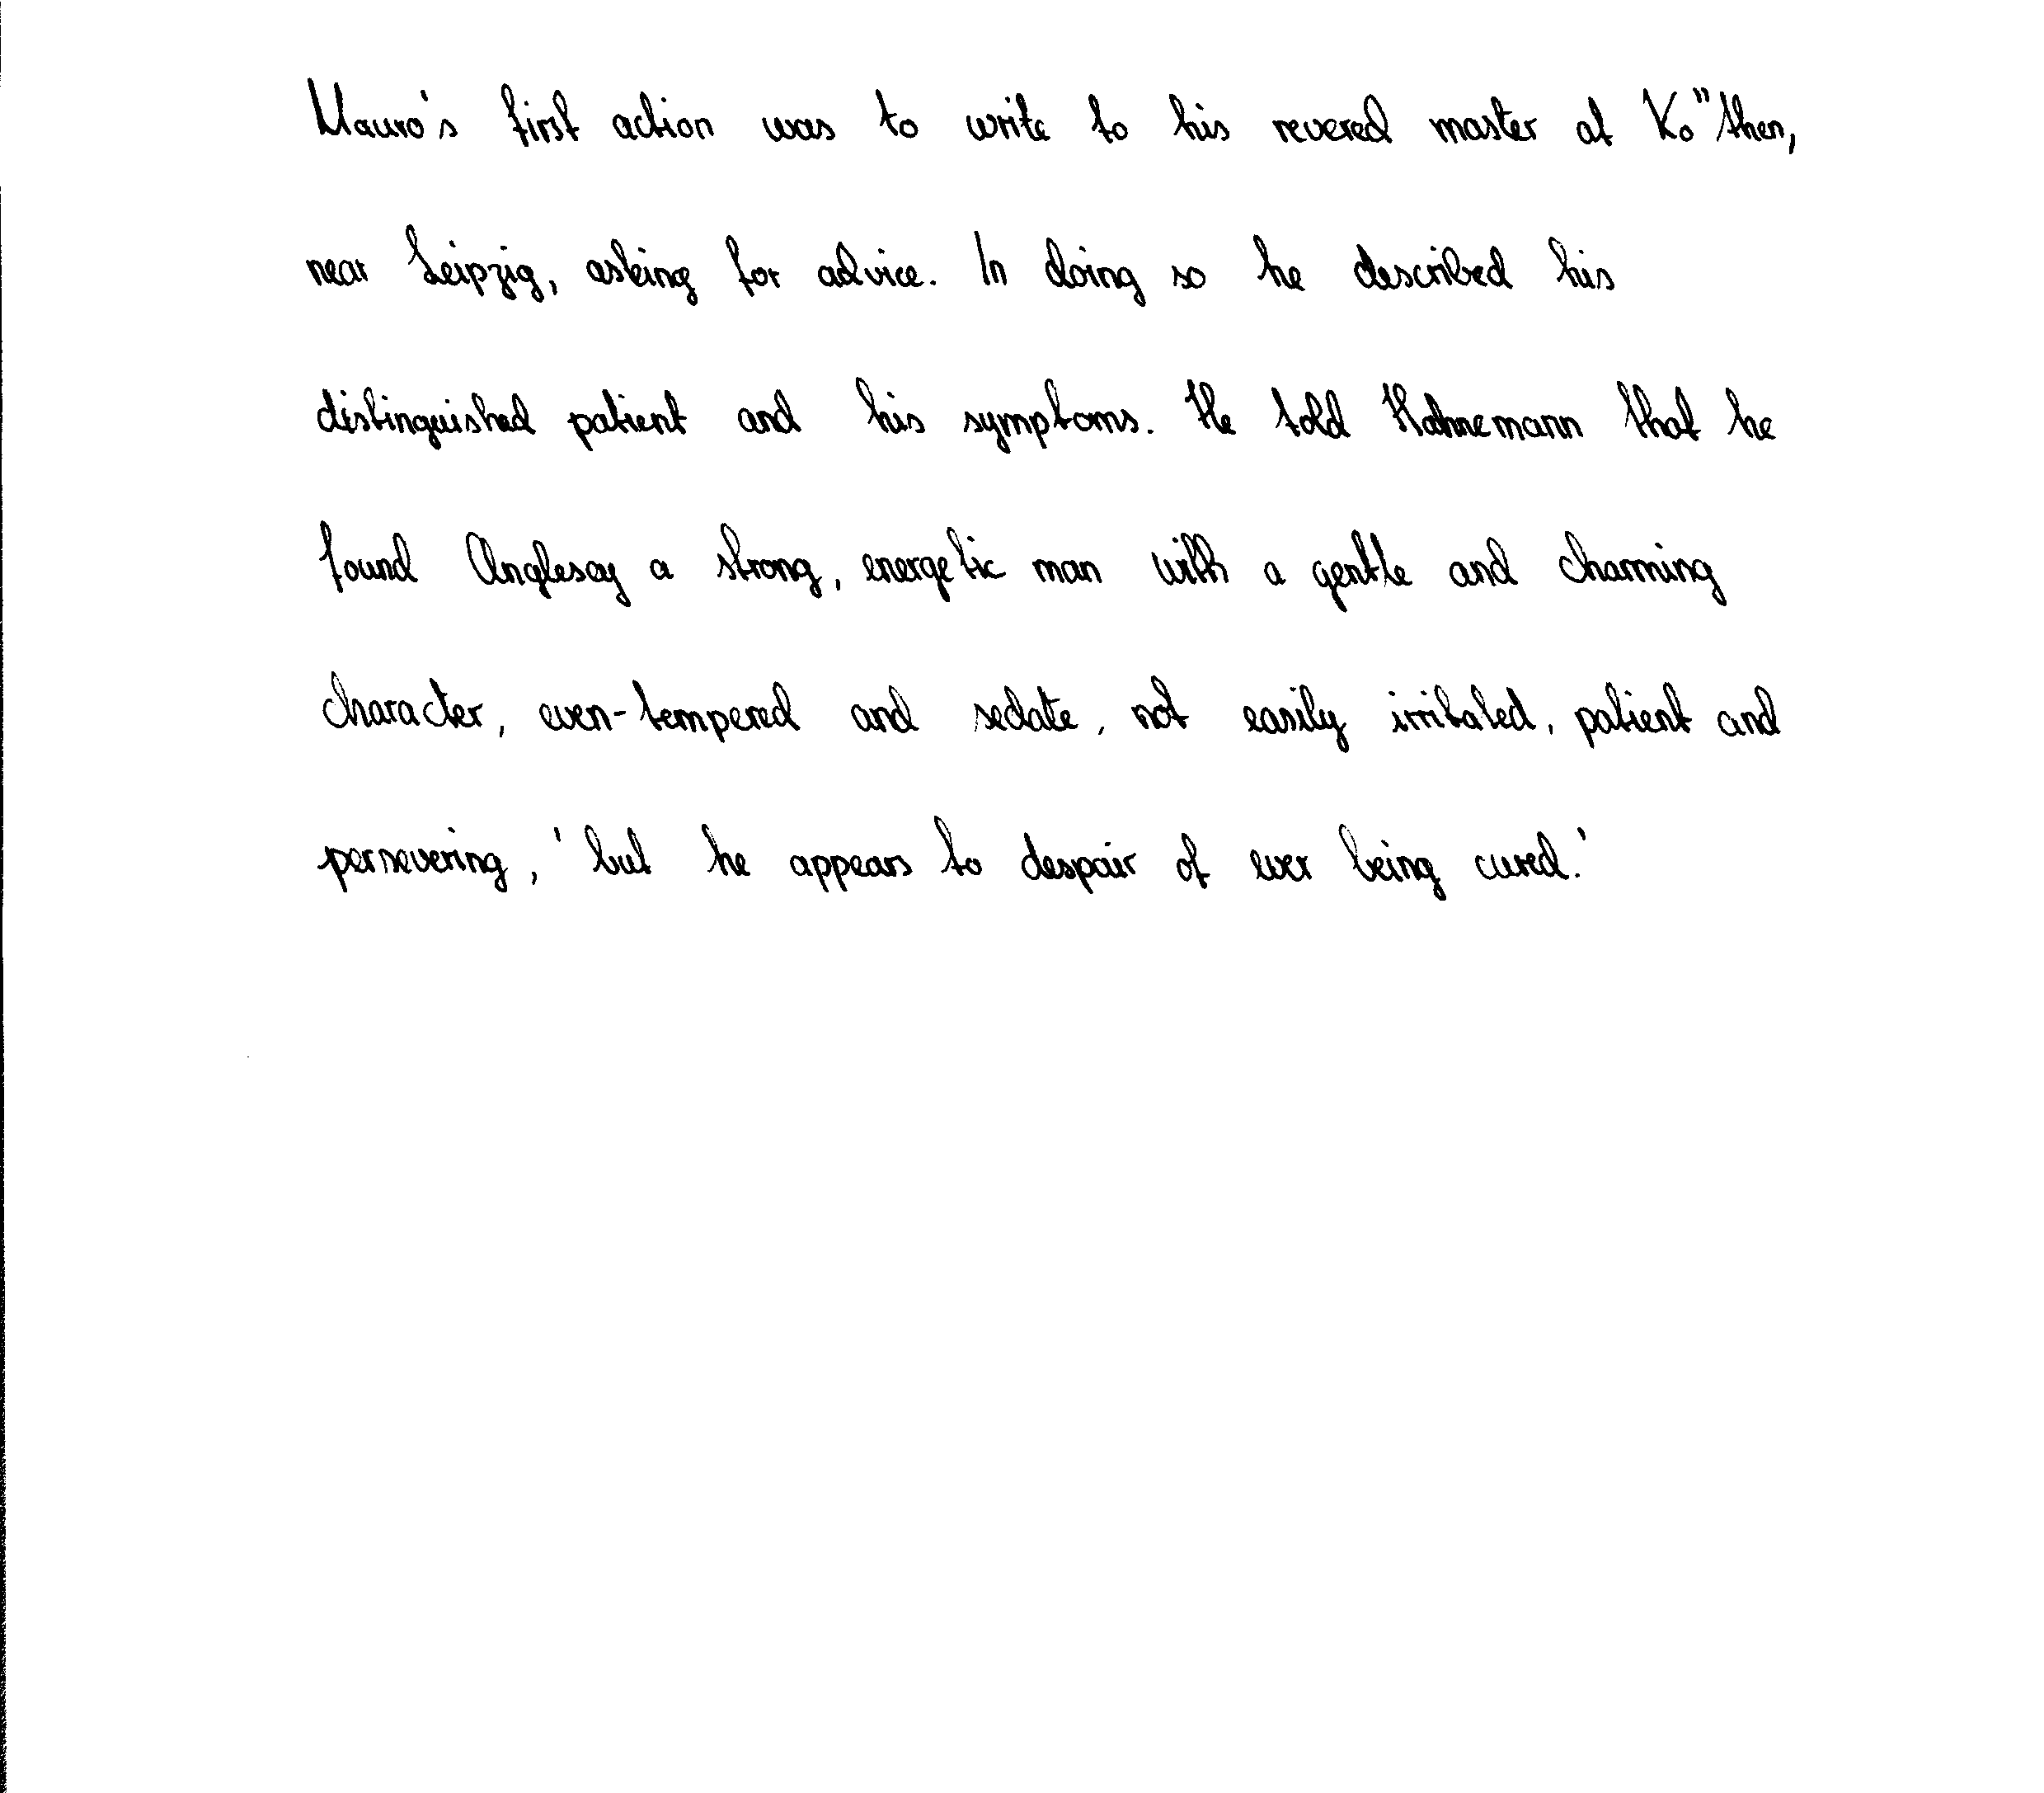 Mauro's first action was to write to his revered master at Ko"then,
near Leipzig, asking for advice. In doing so he described his
distinguished patient and his symptoms. He told Hahnemann that he
found Anglesey a strong, energetic man with a gentle and charming
character, even-tempered and sedate, not easily irritated, patient and
persevering, 'but he appears to despair of ever being cured.'